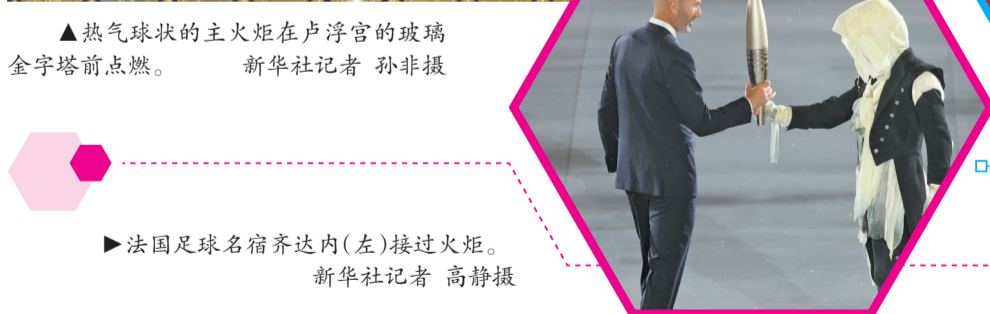 ▲热气球状的主火炬在卢浮宫的玻璃
金字塔前点燃。 新华社记者 孙非摄
▶法国足球名宿齐达内(左)接过火炬。
新华社记者 高静摄